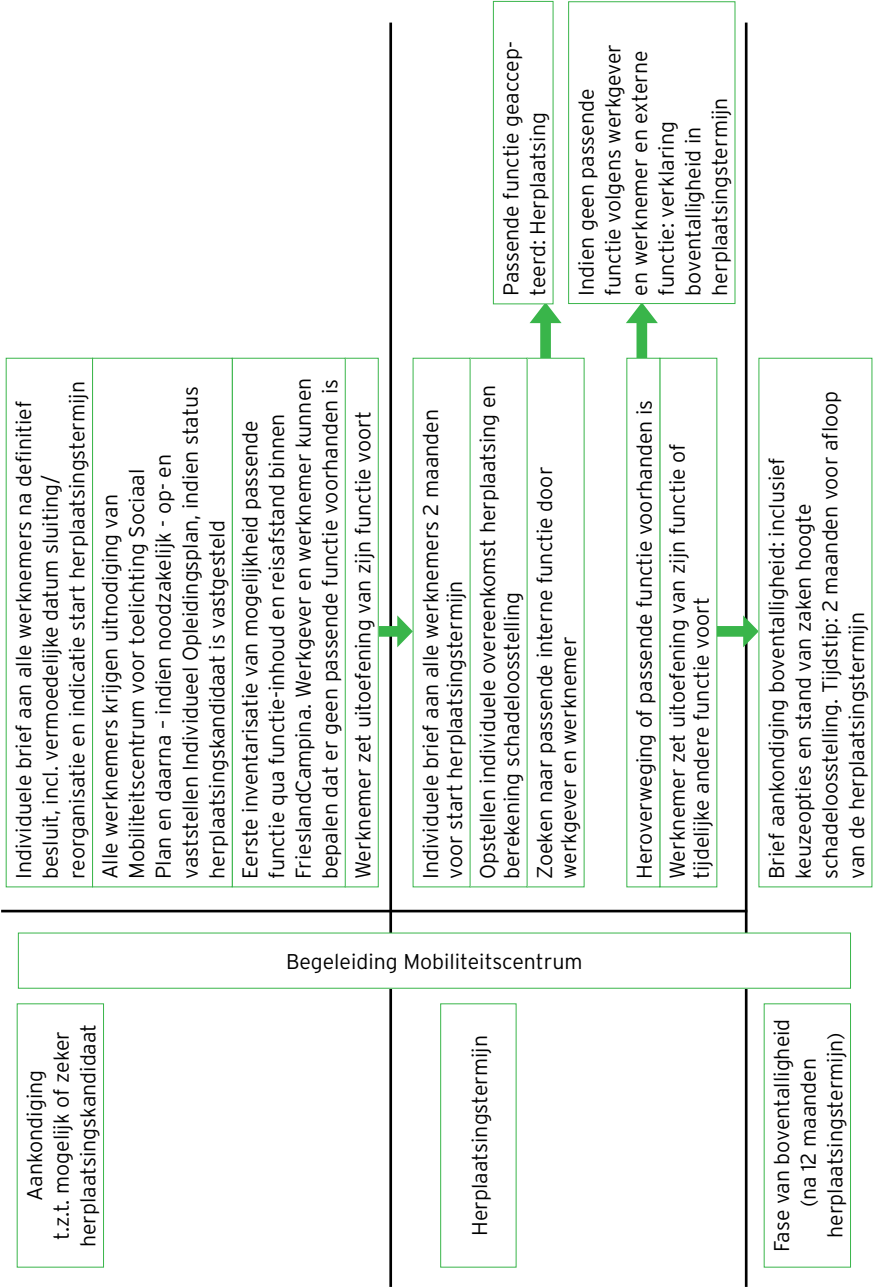 Aankondiging
t.z.t. mogelijk of zeker
herplaatsingskandidaat
Individuele brief aan alle werknemers na definitief
besluit, incl. vermoedelijke datum sluiting/
reorganisatie en indicatie start herplaatsingstermijn
Alle werknemers krijgen uitnodiging van
Mobiliteitscentrum voor toelichting Sociaal
Plan en daarna – indien noodzakelijk - op- en
vaststellen Individueel Opleidingsplan, indien status
herplaatsingskandidaat is vastgesteld
Eerste inventarisatie van mogelijkheid passende
functie qua functie-inhoud en reisafstand binnen
FrieslandCampina. Werkgever en werknemer kunnen
bepalen dat er geen passende functie voorhanden is
Werknemer zet uitoefening van zijn functie voort
Begeleiding Mobiliteitscentrum
Herplaatsingstermijn
Individuele brief aan alle werknemers 2 maanden
voor start herplaatsingstermijn
Opstellen individuele overeenkomst herplaatsing en
berekening schadeloosstelling
Zoeken naar passende interne functie door
werkgever en werknemer
Passende functie geaccep-
teerd: Herplaatsing
Heroverweging of passende functie voorhanden is
Werknemer zet uitoefening van zijn functie of
tijdelijke andere functie voort
Indien geen passende
functie volgens werkgever
en werknemer en externe
functie: verklaring
boventalligheid in
herplaatsingstermijn
Fase van boventalligheid
(na 12 maanden
herplaatsingstermijn)
Brief aankondiging boventalligheid: inclusief
keuzeopties en stand van zaken hoogte
schadeloosstelling. Tijdstip: 2 maanden voor afloop
van de herplaatsingstermijn